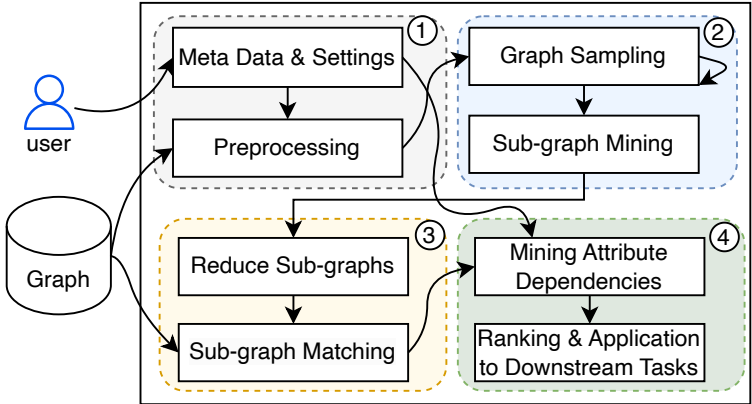 1
Meta Data & Settings
Preprocessing
2
Graph Sampling
Sub-graph Mining
user
Graph
3
Reduce Sub-graphs
Sub-graph Matching
4
Mining Attribute
Dependencies
Ranking & Application
to Downstream Tasks